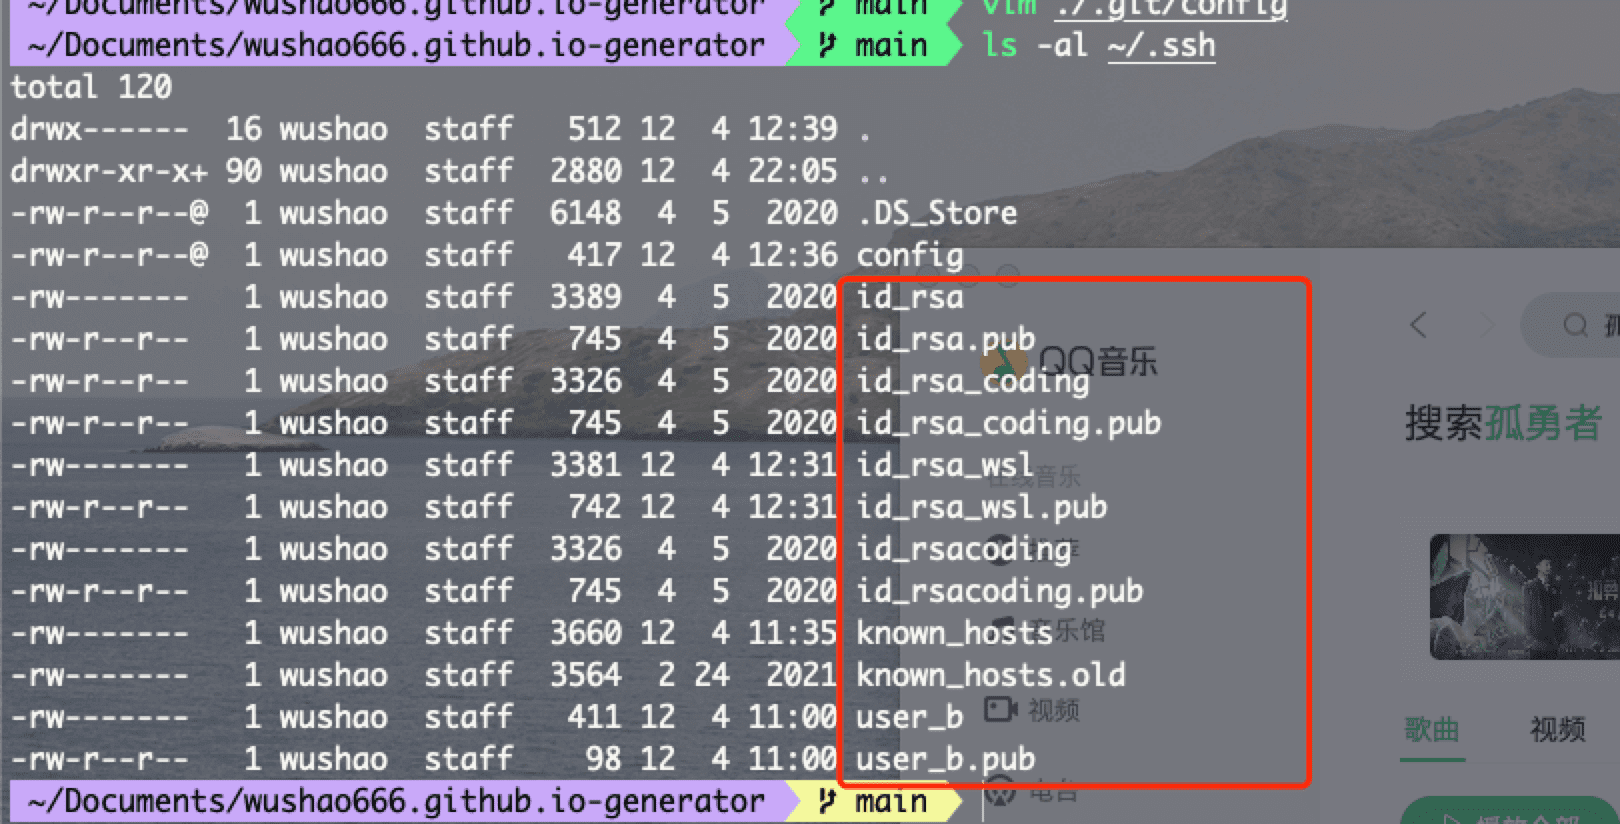 ~/Documents/wushao666.github.io-generator main vim ./.git/config
~/Documents/wushao666.github.io-generator main ls -al ~/.ssh
total 120
drwx------ 16 wushao staff 512 12 4 12:39 .
drwxr-xr-x+ 90 wushao staff 2880 12 4 22:05 ..
-rw-r--r--@ 1 wushao staff 6148 4 5 2020 .DS_Store
-rw-r--r--@ 1 wushao staff 417 12 4 12:36 config
-rw------- 1 wushao staff 3389 4 5 2020 id_rsa
-rw-r--r-- 1 wushao staff 745 4 5 2020 id_rsa.pub
-rw-r--r-- 1 wushao staff 3326 4 5 2020 id_rsa_coding
-rw-r--r-- 1 wushao staff 745 4 5 2020 id_rsa_coding.pub
-rw------- 1 wushao staff 3381 12 4 12:31 id_rsa_wsl
-rw-r--r-- 1 wushao staff 742 12 4 12:31 id_rsa_wsl.pub
-rw------- 1 wushao staff 3326 4 5 2020 id_rsacoding
-rw-r--r-- 1 wushao staff 745 4 5 2020 id_rsacoding.pub
-rw------- 1 wushao staff 3660 12 4 11:35 known_hosts
-rw------- 1 wushao staff 3564 2 24 2021 known_hosts.old
-rw------- 1 wushao staff 411 12 4 11:00 user_b
-rw-r--r-- 1 wushao staff 98 12 4 11:00 user_b.pub
~/Documents/wushao666.github.io-generator main
QQ音乐
在线音乐
推荐
音乐馆
视频
电台
搜索孤勇者
歌曲 视频
播放全部